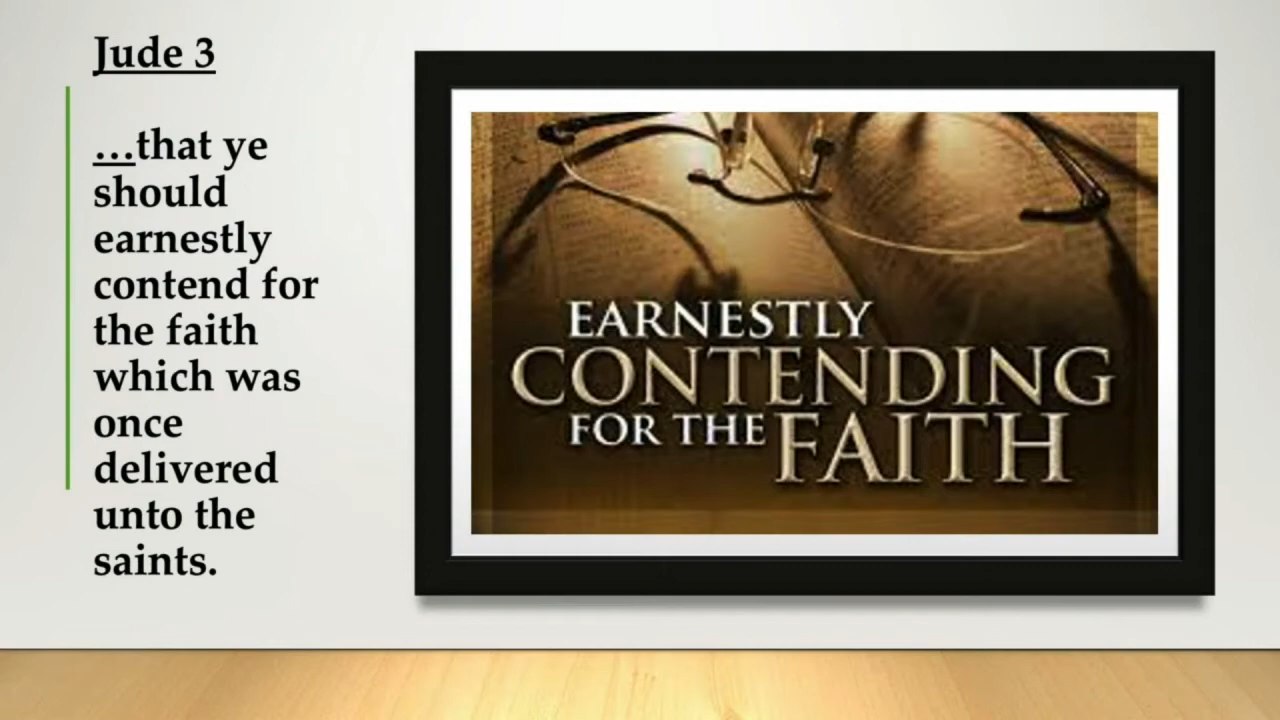 Jude 3
…that ye
should
earnestly
contend for
the faith
which was
once
delivered
unto the
saints.
EARNESTLY
CONTENDING
FOR THE FAITH